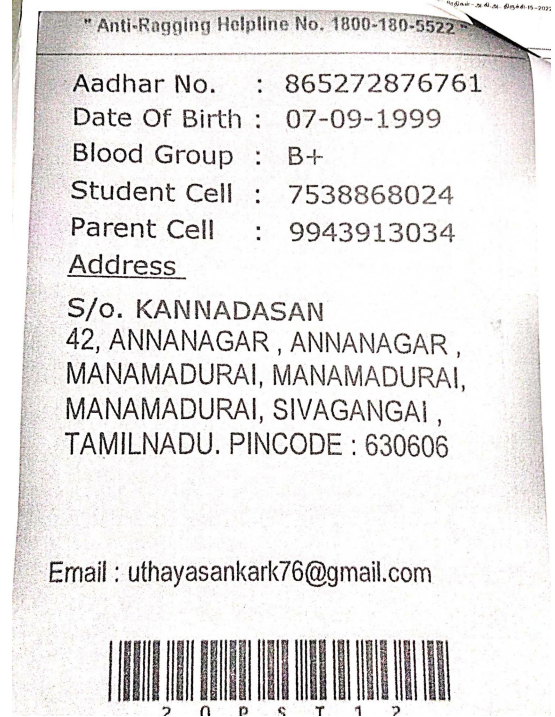 " Anti-Ragging Helpline No. 1800-180-5522 "
Aadhar No. : 865272876761
Date Of Birth : 07-09-1999
Blood Group : B+
Student Cell : 7538868024
Parent Cell : 9943913034
Address
S/o. KANNADASAN
42, ANNANAGAR , ANNANAGAR ,
MANAMADURAI, MANAMADURAI,
MANAMADURAI, SIVAGANGAI ,
TAMILNADU. PINCODE : 630606
Email : uthayasankark76@gmail.com
2 0 P S T 1 2